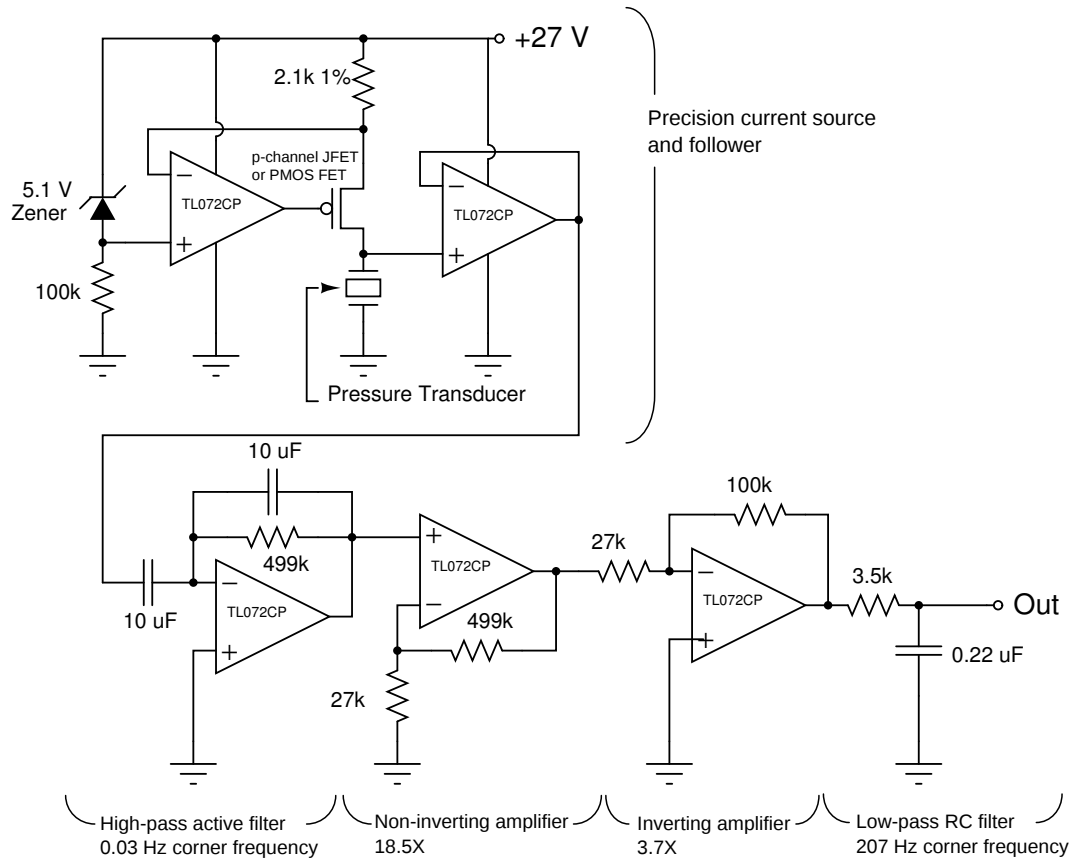 +27 V
2.1k 1%
Precision current source
and follower
p-channel JFET
or PMOS FET
5.1 V
Zener
−
TL072CP
+
−
TL072CP
+
100k
Pressure Transducer
10 uF
100k
499k
27k
+
TL072CP
−
3.5k
−
TL072CP
+
10 uF
−
TL072CP
+
Out
499k
0.22 uF
27k
High-pass active filter
0.03 Hz corner frequency
Non-inverting amplifier
18.5X
Inverting amplifier
3.7X
Low-pass RC filter
207 Hz corner frequency